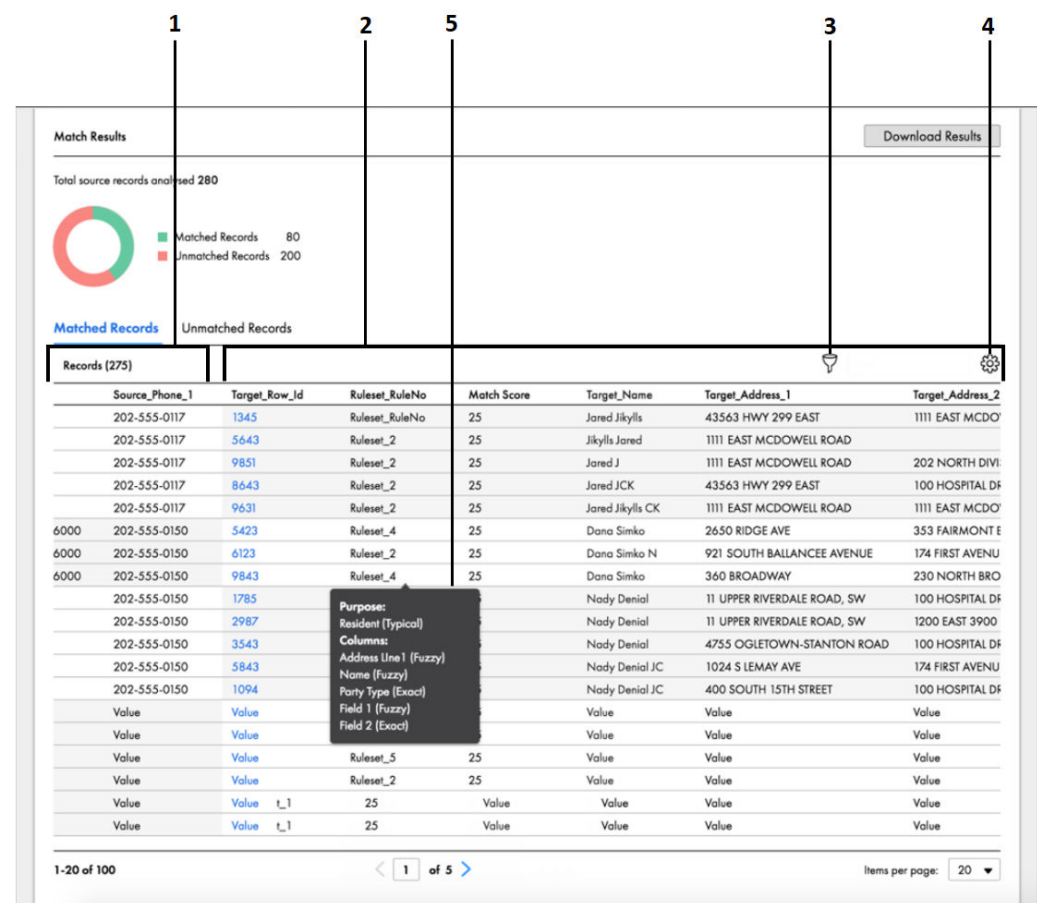 1 2 5 3 4
Match Results Download Results
Total source records analysed 280
Matched Records 80
Unmatched Records 200
Matched Records Unmatched Records
Records (275)
Source_Phone_1 Target_Row_Id Ruleset_RuleNo Match Score Target_Name Target_Address_1 Target_Address_2
202-555-0117 1345 Ruleset_RuleNo 25 Jared Jikylls 43563 HWY 299 EAST 1111 EAST MCDO
202-555-0117 5643 Ruleset_2 25 Jikylls Jared 1111 EAST MCDOWELL ROAD
202-555-0117 9851 Ruleset_2 25 Jared J 1111 EAST MCDOWELL ROAD 202 NORTH DIVI
202-555-0117 8643 Ruleset_2 25 Jared JCK 43563 HWY 299 EAST 100 HOSPITAL DR
202-555-0117 9631 Ruleset_2 25 Jared Jikylls CK 1111 EAST MCDOWELL ROAD 1111 EAST MCDO
6000 202-555-0150 5423 Ruleset_4 25 Dana Simko 2650 RIDGE AVE 353 FAIRMONT E
6000 202-555-0150 6123 Ruleset_2 25 Dana Simko N 921 SOUTH BALLANCEE AVENUE 174 FIRST AVENU
6000 202-555-0150 9843 Ruleset_4 25 Dana Simko 360 BROADWAY 230 NORTH BRO
202-555-0150 1785 Nady Denial 11 UPPER RIVERDALE ROAD, SW 100 HOSPITAL DR
202-555-0150 2987 Nady Denial 11 UPPER RIVERDALE ROAD, SW 1200 EAST 3900
202-555-0150 3543 Nady Denial 4755 OGLETOWN-STANTON ROAD 100 HOSPITAL DR
202-555-0150 5843 Nady Denial JC 1024 S LEMAY AVE 174 FIRST AVENU
202-555-0150 1094 Nady Denial JC 400 SOUTH 15TH STREET 100 HOSPITAL DR
Purpose:
Resident (Typical)
Columns:
Address Line1 (Fuzzy)
Name (Fuzzy)
Party Type (Exact)
Field 1 (Fuzzy)
Field 2 (Exact)
Value Value Value Value Value
Value Value Value Value Value
Value Value Ruleset_5 25 Value Value Value
Value Value Ruleset_2 25 Value Value Value
Value Value t_1 25 Value Value Value Value
Value Value t_1 25 Value Value Value Value
1-20 of 100 1 of 5 Items per page: 20